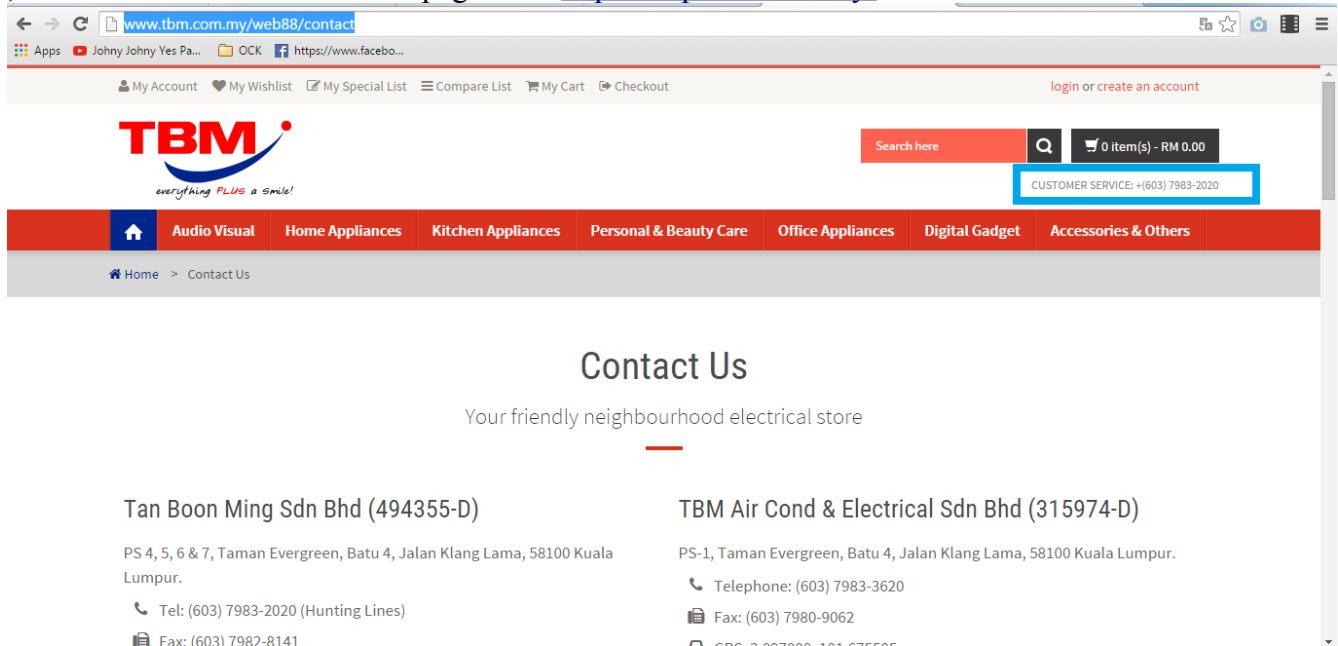 www.tbm.com.my/web88/contact
Apps Johny Johny Yes Pa... OCK https://www.facebo...
My Account My Wishlist My Special List Compare List My Cart Checkout login or create an account
TBM
everything PLUS a smile!
Search here 0 item(s) - RM 0.00
CUSTOMER SERVICE: +(603) 7983-2020
Audio Visual Home Appliances Kitchen Appliances Personal & Beauty Care Office Appliances Digital Gadget Accessories & Others
Home > Contact Us
Contact Us
Your friendly neighbourhood electrical store
Tan Boon Ming Sdn Bhd (494355-D)
PS 4, 5, 6 & 7, Taman Evergreen, Batu 4, Jalan Klang Lama, 58100 Kuala
Lumpur.
Tel: (603) 7983-2020 (Hunting Lines)
Fax: (603) 7982-8141
TBM Air Cond & Electrical Sdn Bhd (315974-D)
PS-1, Taman Evergreen, Batu 4, Jalan Klang Lama, 58100 Kuala Lumpur.
Telephone: (603) 7983-3620
Fax: (603) 7980-9062